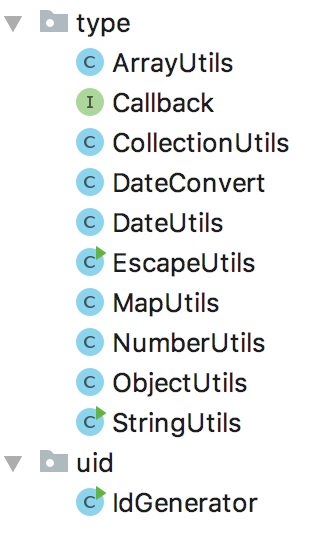 type
C ArrayUtils
I Callback
C CollectionUtils
C DateConvert
C DateUtils
C EscapeUtils
C MapUtils
C NumberUtils
C ObjectUtils
C StringUtils
uid
C IdGenerator